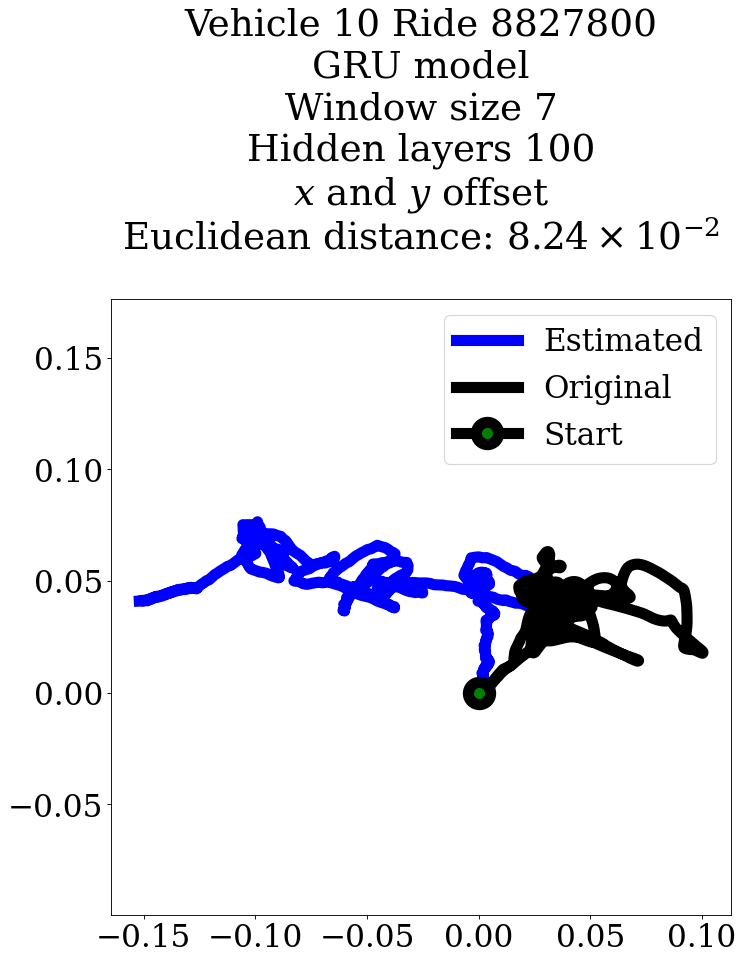 Vehicle 10 Ride 8827800
GRU model
Window size 7
Hidden layers 100
x and y offset
Euclidean distance: 8.24 × 10⁻²
Estimated
Original
Start
0.15
0.10
0.05
0.00
−0.05
−0.15 −0.10 −0.05 0.00 0.05 0.10